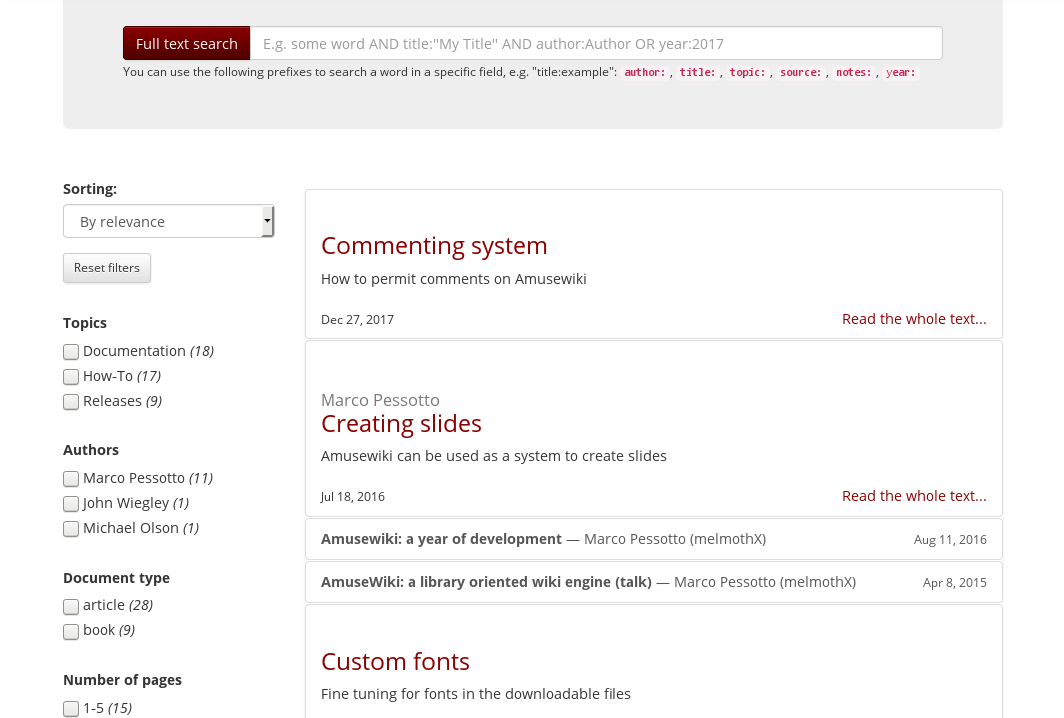 Full text search E.g. some word AND title:"My Title" AND author:Author OR year:2017
You can use the following prefixes to search a word in a specific field, e.g. "title:example": author: , title: , topic: , source: , notes: , year:
Sorting:
By relevance
Reset filters
Topics
Documentation (18)
How-To (17)
Releases (9)
Authors
Marco Pessotto (11)
John Wiegley (1)
Michael Olson (1)
Document type
article (28)
book (9)
Number of pages
1-5 (15)
Commenting system
How to permit comments on Amusewiki
Dec 27, 2017 Read the whole text...
Marco Pessotto
Creating slides
Amusewiki can be used as a system to create slides
Jul 18, 2016 Read the whole text...
Amusewiki: a year of development — Marco Pessotto (melmothX) Aug 11, 2016
AmuseWiki: a library oriented wiki engine (talk) — Marco Pessotto (melmothX) Apr 8, 2015
Custom fonts
Fine tuning for fonts in the downloadable files